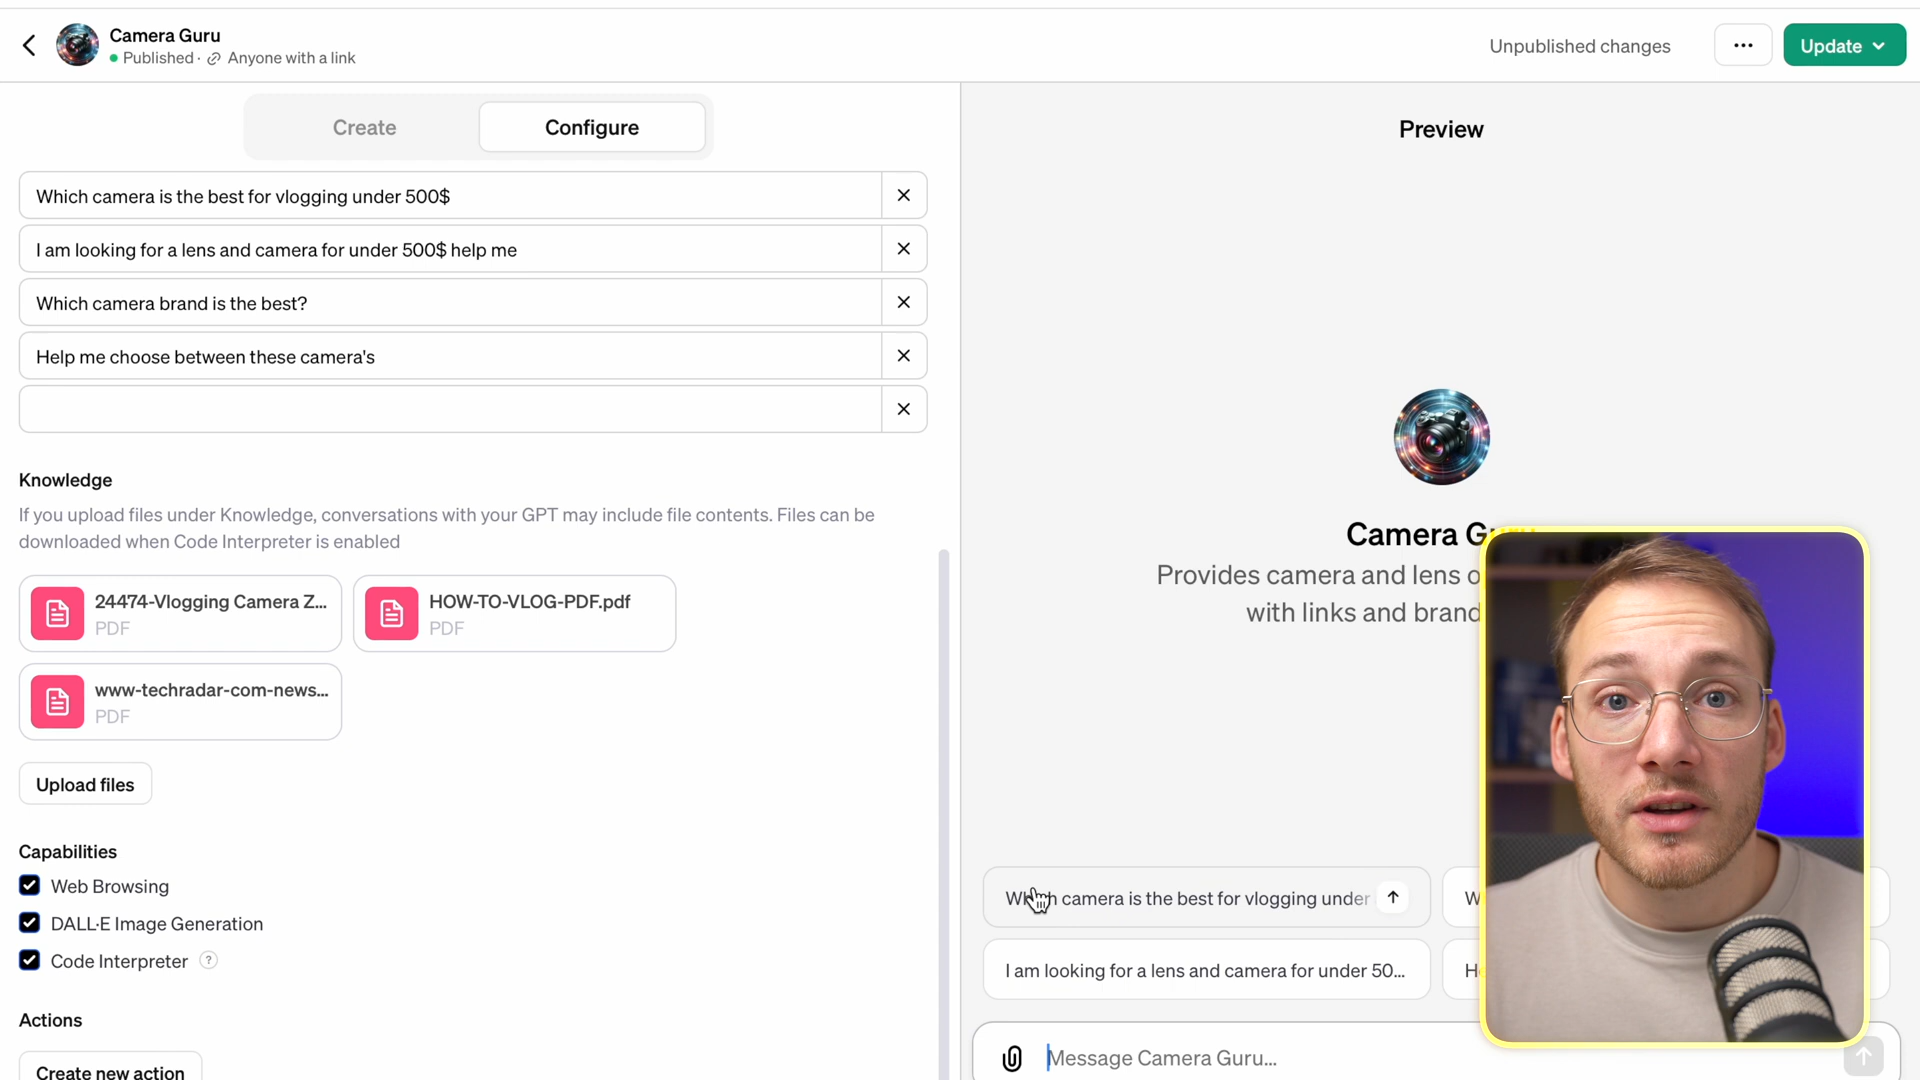 Camera Guru
Published · Anyone with a link
Unpublished changes
Update
Create
Configure
Preview
Which camera is the best for vlogging under 500$
I am looking for a lens and camera for under 500$ help me
Which camera brand is the best?
Help me choose between these camera's
Knowledge
If you upload files under Knowledge, conversations with your GPT may include file contents. Files can be
downloaded when Code Interpreter is enabled
24474-Vlogging Camera Z...
PDF
HOW-TO-VLOG-PDF.pdf
PDF
www-techradar-com-news...
PDF
Upload files
Capabilities
Web Browsing
DALL·E Image Generation
Code Interpreter ?
Actions
Create new action
Camera Guru
Provides camera and lens
with links and brand
Which camera is the best for vlogging under
I am looking for a lens and camera for under 50...
Message Camera Guru...